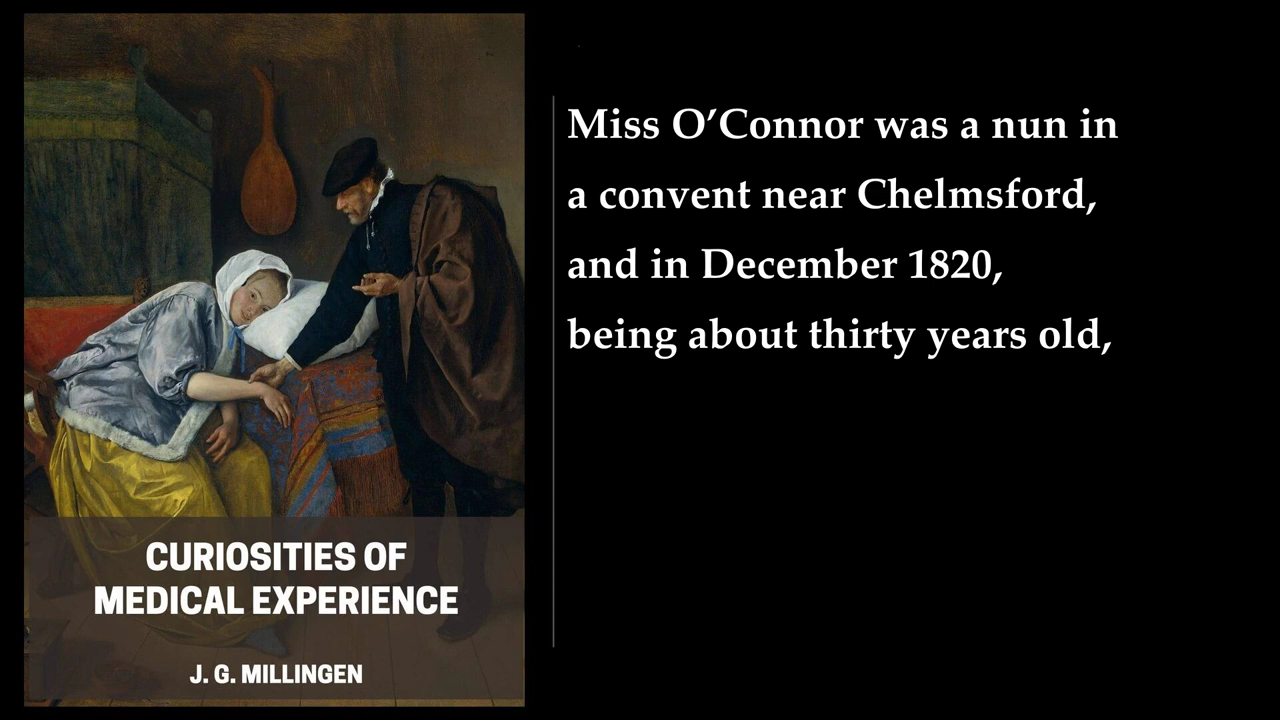 Miss O’Connor was a nun in
a convent near Chelmsford,
and in December 1820,
being about thirty years old,
CURIOSITIES OF
MEDICAL EXPERIENCE
J. G. MILLINGEN